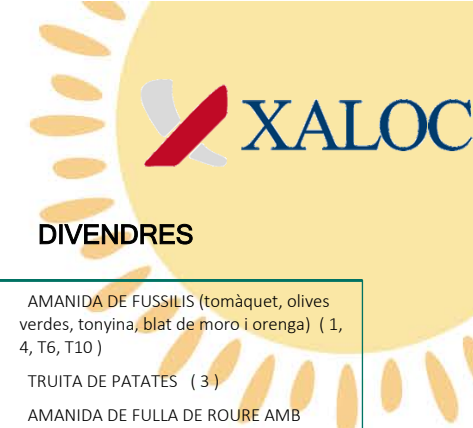 XALOC
DIVENDRES
AMANIDA DE FUSSILIS (tomàquet, olives
verdes, tonyina, blat de moro i orenga) ( 1,
4, T6, T10 )
TRUITA DE PATATES ( 3 )
AMANIDA DE FULLA DE ROURE AMB